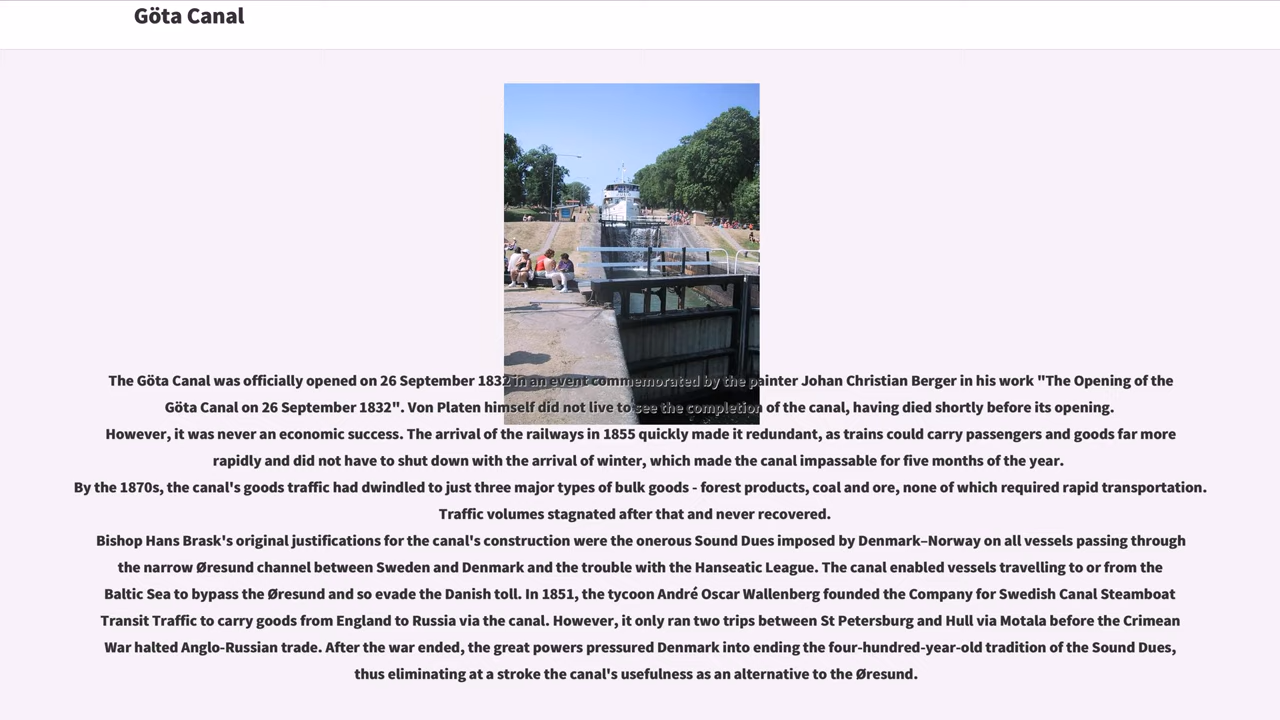 Göta Canal
The Göta Canal was officially opened on 26 September 1832 in an event commemorated by the painter Johan Christian Berger in his work "The Opening of the
Göta Canal on 26 September 1832". Von Platen himself did not live to see the completion of the canal, having died shortly before its opening.
However, it was never an economic success. The arrival of the railways in 1855 quickly made it redundant, as trains could carry passengers and goods far more
rapidly and did not have to shut down with the arrival of winter, which made the canal impassable for five months of the year.
By the 1870s, the canal's goods traffic had dwindled to just three major types of bulk goods - forest products, coal and ore, none of which required rapid transportation.
Traffic volumes stagnated after that and never recovered.
Bishop Hans Brask's original justifications for the canal's construction were the onerous Sound Dues imposed by Denmark–Norway on all vessels passing through
the narrow Øresund channel between Sweden and Denmark and the trouble with the Hanseatic League. The canal enabled vessels travelling to or from the
Baltic Sea to bypass the Øresund and so evade the Danish toll. In 1851, the tycoon André Oscar Wallenberg founded the Company for Swedish Canal Steamboat
Transit Traffic to carry goods from England to Russia via the canal. However, it only ran two trips between St Petersburg and Hull via Motala before the Crimean
War halted Anglo-Russian trade. After the war ended, the great powers pressured Denmark into ending the four-hundred-year-old tradition of the Sound Dues,
thus eliminating at a stroke the canal's usefulness as an alternative to the Øresund.